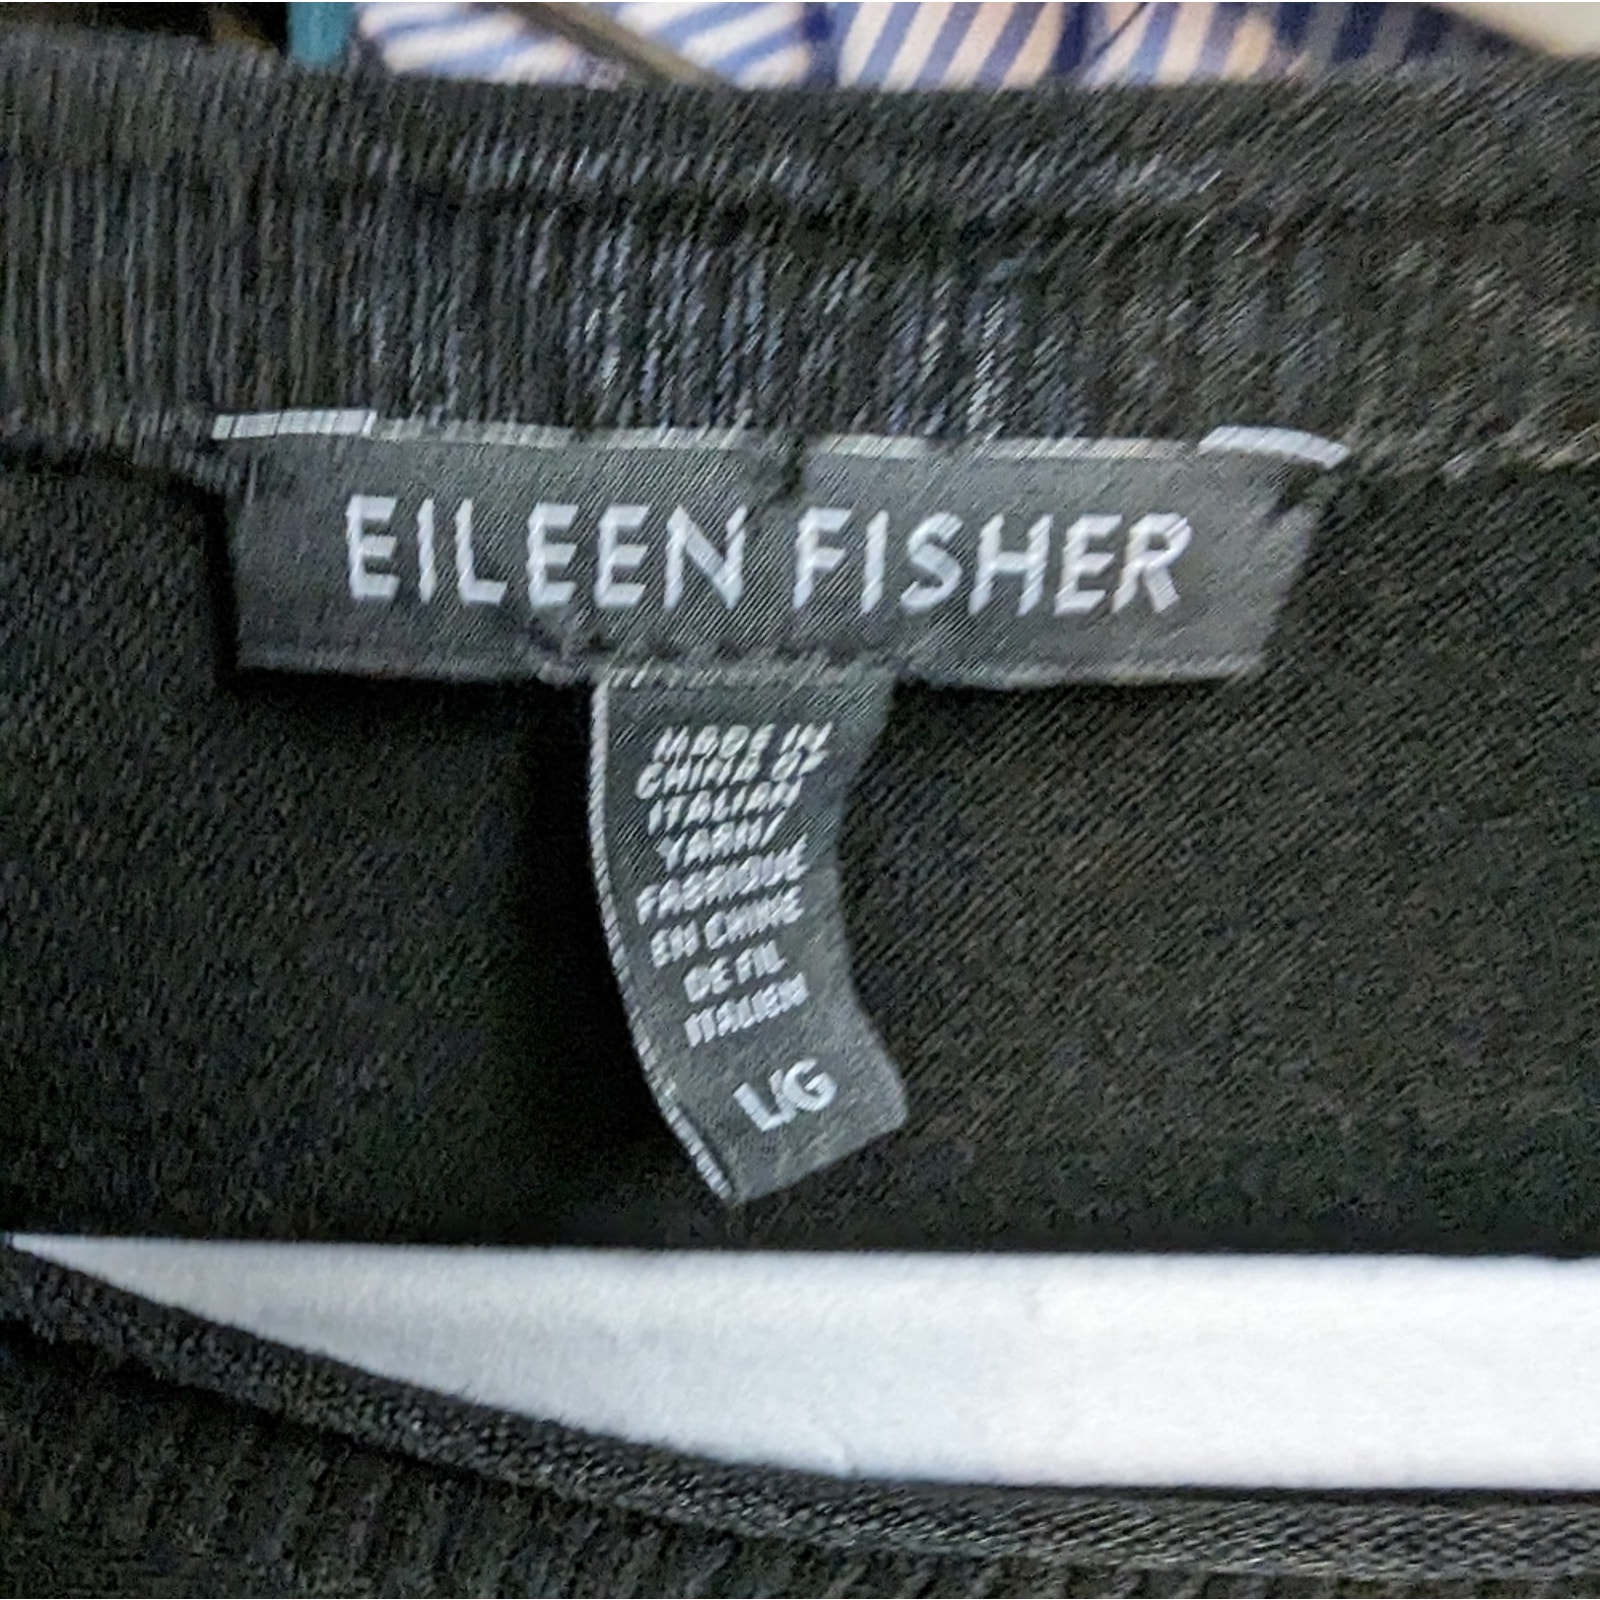 EILEEN FISHER
MADE IN
CHINA OF
ITALIAN
YARN/
FABRIQUÉ
EN CHINE
DE FIL
ITALIEN
L/G